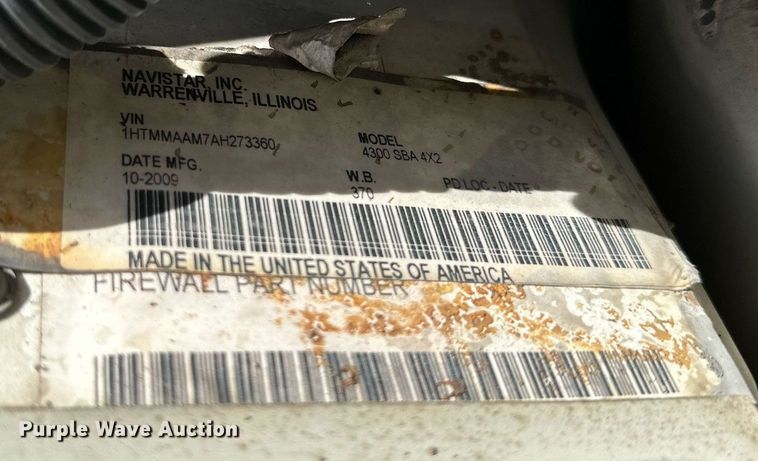 NAVISTAR, INC.
WARRENVILLE, ILLINOIS
VIN
1HTMMAAM7AH273360
MODEL
4300 SBA 4X2
DATE MFG.
10-2009
W.B.
370
PD LOC - DATE
MADE IN THE UNITED STATES OF AMERICA
FIREWALL PART NUMBER
Purple Wave Auction